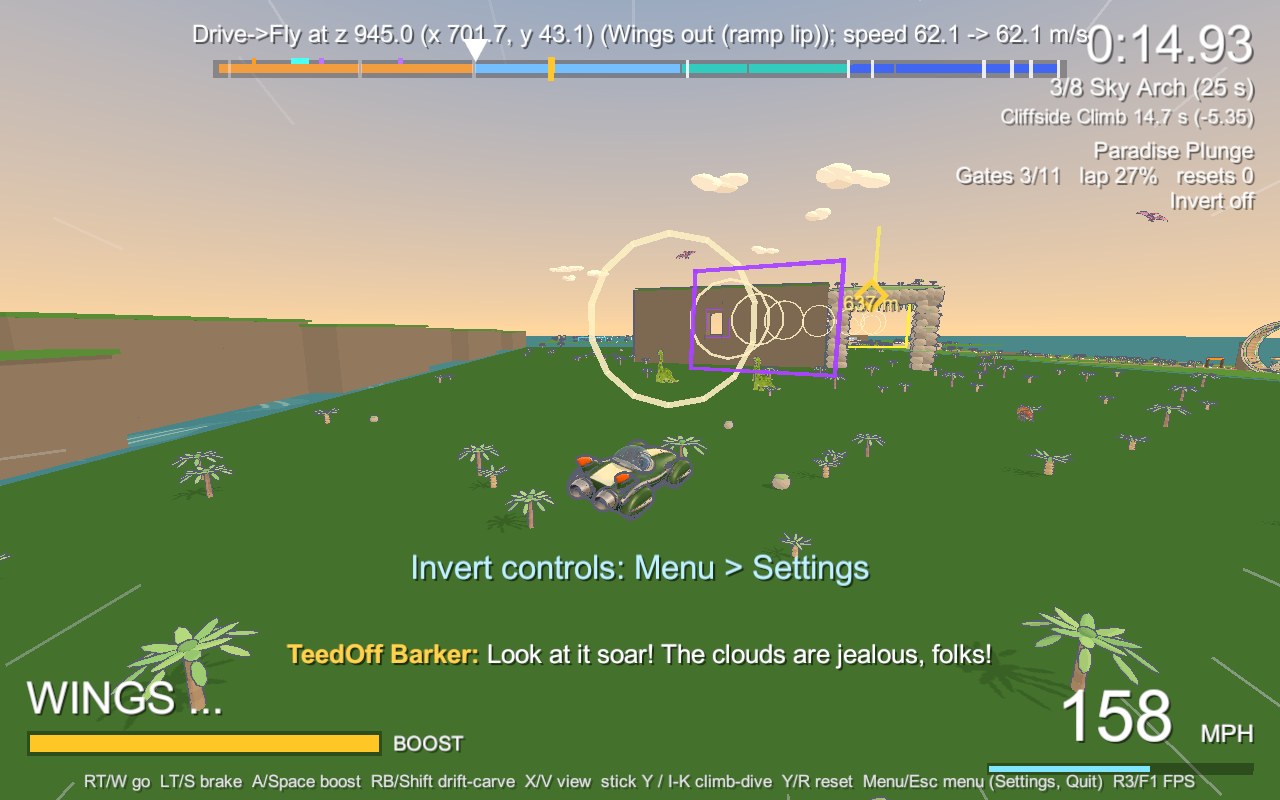 Drive->Fly at z 945.0 (x 701.7, y 43.1) (Wings out (ramp lip)); speed 62.1 -> 62.1 m/s
0:14.93
3/8 Sky Arch (25 s)
Cliffside Climb 14.7 s (-5.35)
Paradise Plunge
Gates 3/11 lap 27% resets 0
Invert off
637 m
Invert controls: Menu > Settings
TeedOff Barker: Look at it soar! The clouds are jealous, folks!
WINGS ...
BOOST
158 MPH
RT/W go LT/S brake A/Space boost RB/Shift drift-carve X/V view stick Y / I-K climb-dive Y/R reset Menu/Esc menu (Settings, Quit) R3/F1 FPS